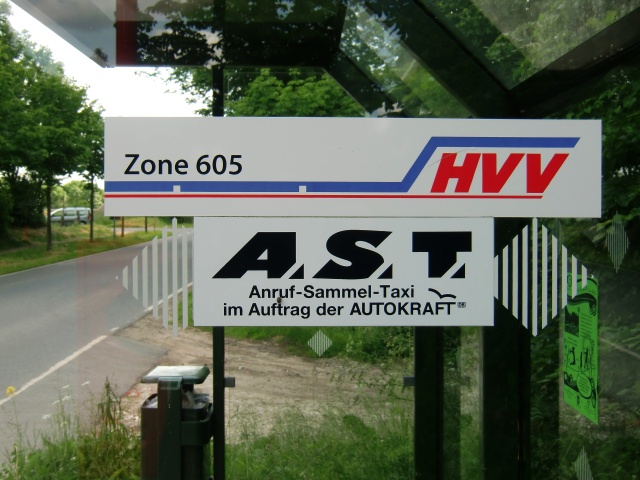 Zone 605
HVV
A.S.T.
Anruf-Sammel-Taxi
im Auftrag der AUTOKRAFT